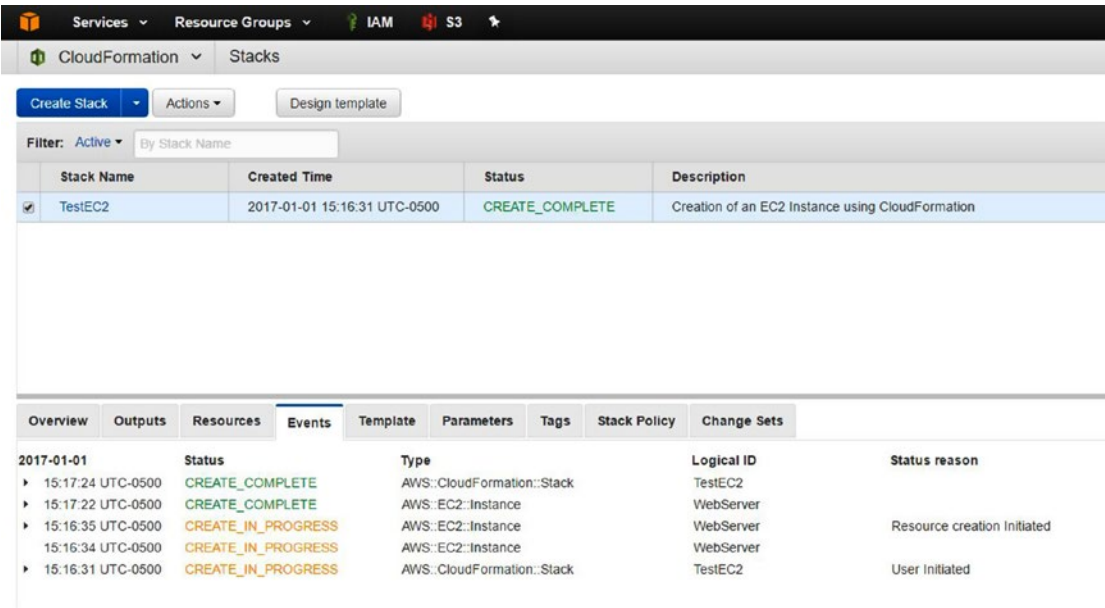 Services Resource Groups IAM S3
CloudFormation Stacks
Create Stack Actions Design template
Filter: Active By Stack Name
Stack Name Created Time Status Description
TestEC2 2017-01-01 15:16:31 UTC-0500 CREATE_COMPLETE Creation of an EC2 Instance using CloudFormation
Overview Outputs Resources Events Template Parameters Tags Stack Policy Change Sets
2017-01-01 Status Type Logical ID Status reason
15:17:24 UTC-0500 CREATE_COMPLETE AWS::CloudFormation::Stack TestEC2
15:17:22 UTC-0500 CREATE_COMPLETE AWS::EC2::Instance WebServer
15:16:35 UTC-0500 CREATE_IN_PROGRESS AWS::EC2::Instance WebServer Resource creation Initiated
15:16:34 UTC-0500 CREATE_IN_PROGRESS AWS::EC2::Instance WebServer
15:16:31 UTC-0500 CREATE_IN_PROGRESS AWS::CloudFormation::Stack TestEC2 User Initiated